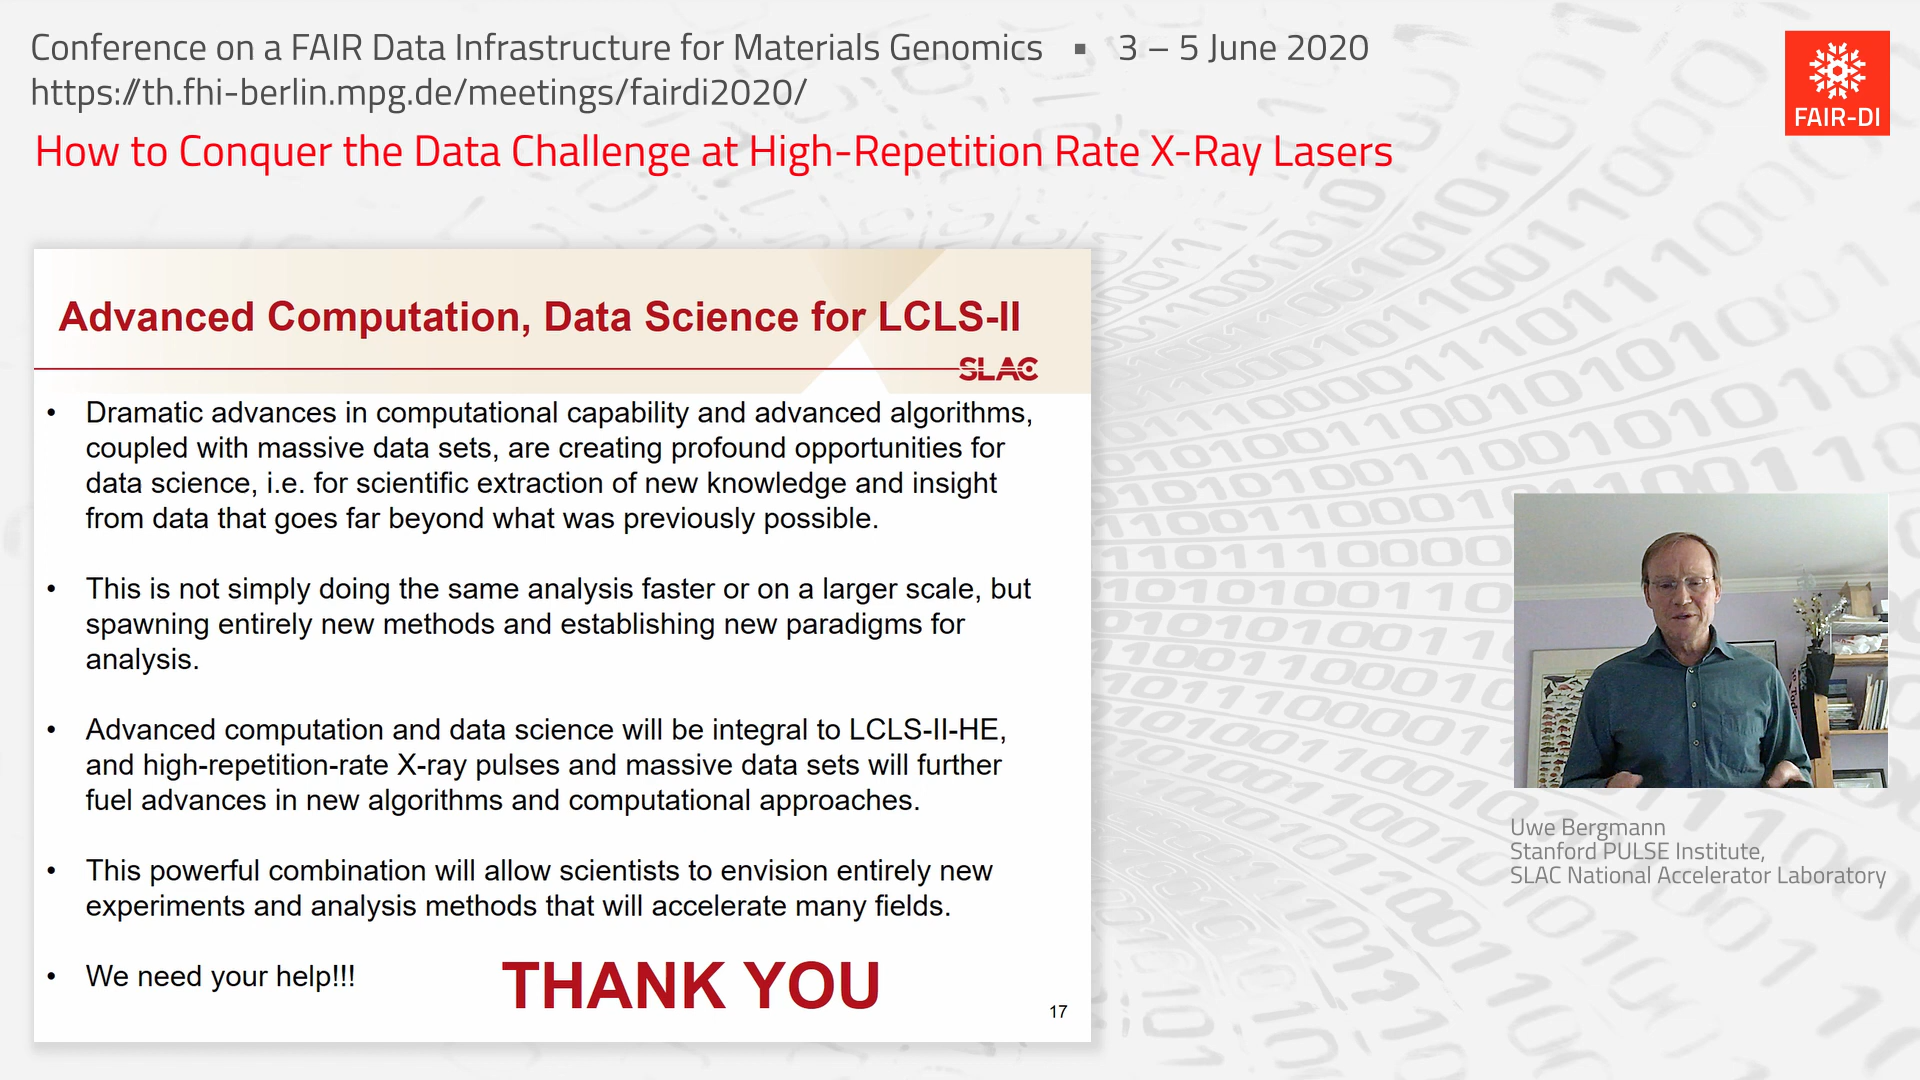 Conference on a FAIR Data Infrastructure for Materials Genomics ▪ 3 – 5 June 2020
https://th.fhi-berlin.mpg.de/meetings/fairdi2020/
FAIR-DI
How to Conquer the Data Challenge at High-Repetition Rate X-Ray Lasers
Advanced Computation, Data Science for LCLS-II
SLAC
• Dramatic advances in computational capability and advanced algorithms,
coupled with massive data sets, are creating profound opportunities for
data science, i.e. for scientific extraction of new knowledge and insight
from data that goes far beyond what was previously possible.
• This is not simply doing the same analysis faster or on a larger scale, but
spawning entirely new methods and establishing new paradigms for
analysis.
• Advanced computation and data science will be integral to LCLS-II-HE,
and high-repetition-rate X-ray pulses and massive data sets will further
fuel advances in new algorithms and computational approaches.
• This powerful combination will allow scientists to envision entirely new
experiments and analysis methods that will accelerate many fields.
• We need your help!!!
THANK YOU
17
Uwe Bergmann
Stanford PULSE Institute,
SLAC National Accelerator Laboratory